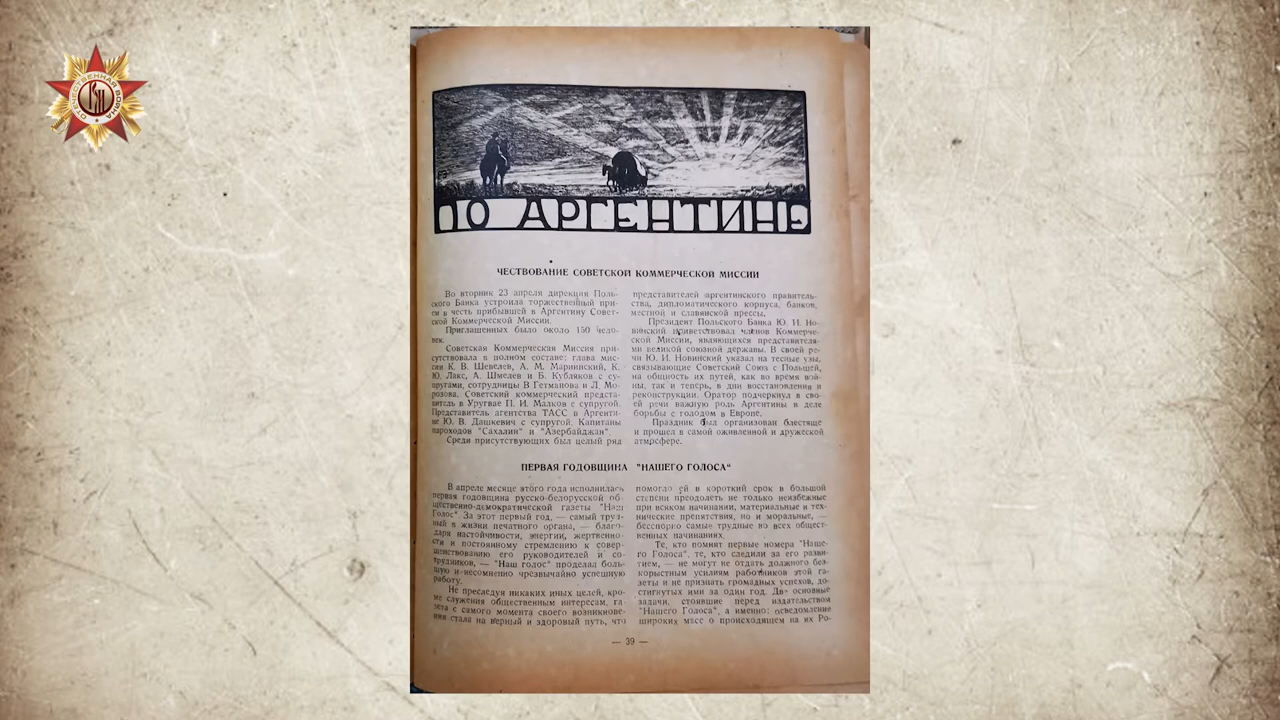 ОТЕЧЕСТВЕННАЯ ВОЙНА
ПО АРГЕНТИНЕ
ЧЕСТВОВАНИЕ СОВЕТСКОЙ КОММЕРЧЕСКОЙ МИССИИ
Во вторник 23 апреля дирекция Поль-
ского Банка устроила торжественный при-
ем в честь прибывшей в Аргентину Совет-
ской Коммерческой Миссии.
Приглашенных было около 150 чело-
век.
Советская Коммерческая Миссия при-
сутствовала в полном составе: глава мис-
сии К. В. Шевелев, А. М. Мариинский, К.
Ю. Лакс, А. Шмелев и Б. Кубляков с су-
пругами, сотрудницы В Гетманова и Л Мо-
розова. Советский коммерческий предста-
витель в Уругвае П. И. Малков с супругой.
Представитель агентства ТАСС в Аргенти-
не Ю. В. Дашкевич с супругой. Капитаны
пароходов "Сахалин" и "Азербайджан".
Среди присутствующих был целый ряд
представителей аргентинского правитель-
ства, дипломатического корпуса, банков,
местной и славянской прессы.
Президент Польского Банка Ю. И. Но-
винский приветствовал членов Коммерче-
ской Миссии, являющихся представителя-
ми великой союзной державы. В своей ре-
чи Ю. И. Новинский указал на тесные узы,
связывающие Советский Союз с Польшей,
на общность их путей, как во время вой-
ны, так и теперь, в дни восстановления и
реконструкции. Оратор подчеркнул в сво-
ей речи важную роль Аргентины в деле
борьбы с голодом в Европе.
Праздник был организован блестяще
и прошел в самой оживленной и дружеской
атмосфере.
ПЕРВАЯ ГОДОВЩИНА "НАШЕГО ГОЛОСА"
В апреле месяце этого года исполнилась
первая годовщина русско-белорусской об-
щественно-демократической газеты "Наш
Голос". За этот первый год, — самый труд-
ный в жизни печатного органа, — благо-
даря настойчивости, энергии, жертвенно-
сти и постоянному стремлению к совер-
шенствованию его руководителей и со-
трудников, — "Наш голос" проделал боль-
шую и несомненно чрезвычайно успешную
работу.
Не преследуя никаких иных целей, кро-
ме служения общественным интересам, га-
зета с самого момента своего возникнове-
ния стала на верный и здоровый путь, что
помогло ей в короткий срок в большой
степени преодолеть не только неизбежные
при всяком начинании, материальные и тех-
нические препятствия, но и моральные, —
бесспорно самые трудные во всех общест-
венных начинаниях.
Те, кто помнит первые номера "Наше-
го Голоса", те, кто следили за его разви-
тием, — не могут не отдать должного без-
корыстным усилиям работников этой га-
зеты и не признать громадных успехов, до-
стигнутых ими за один год. Две основные
задачи, стоявшие перед издательством
"Нашего Голоса", а именно: осведомление
широких масс о происходящем на их Ро-
— 39 —